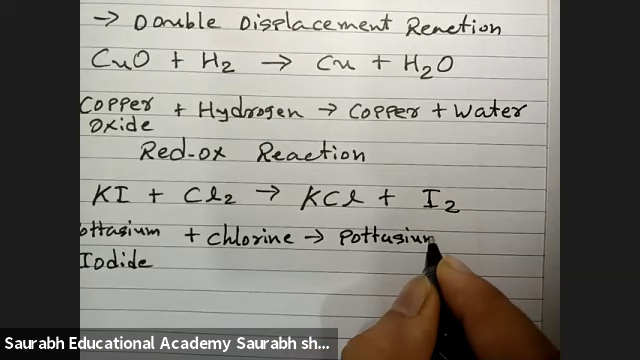 → Double Displacement Reaction
CuO + H₂ → Cu + H₂O
Copper + Hydrogen → Copper + Water
Oxide
Red-ox Reaction
KI + Cl₂ → KCl + I₂
ottasium + Chlorine → Pottasium
Iodide
Saurabh Educational Academy Saurabh sh...